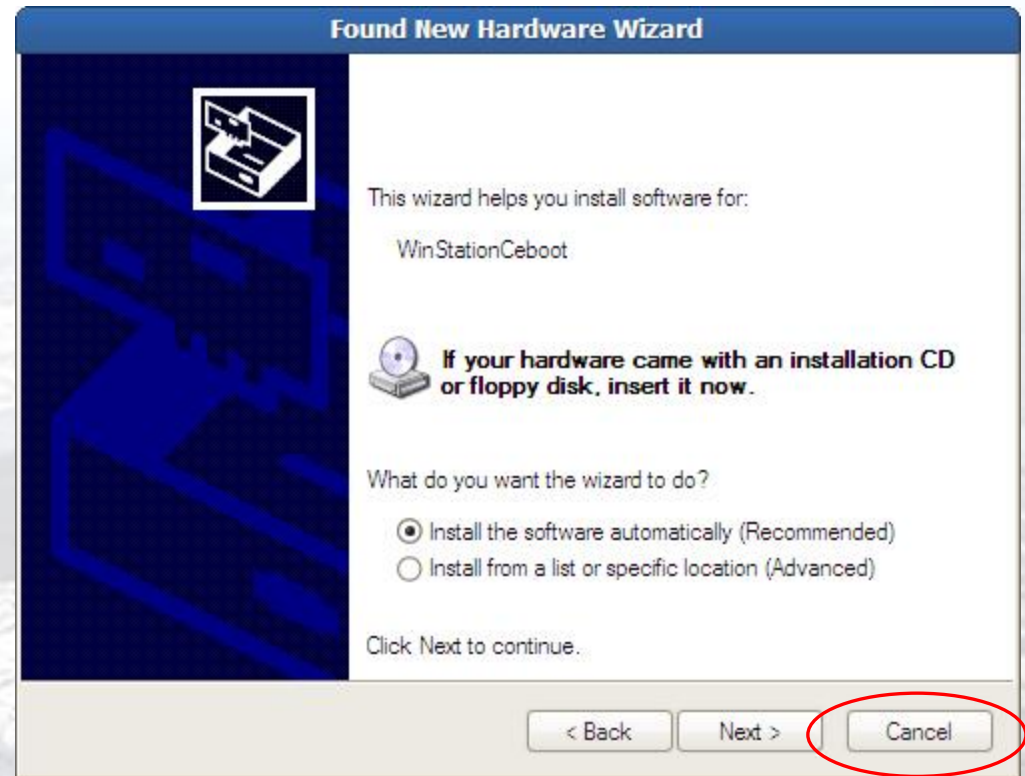 Found New Hardware Wizard
This wizard helps you install software for:
WinStationCeboot
If your hardware came with an installation CD
or floppy disk, insert it now.
What do you want the wizard to do?
Install the software automatically (Recommended)
Install from a list or specific location (Advanced)
Click Next to continue.
< Back
Next >
Cancel